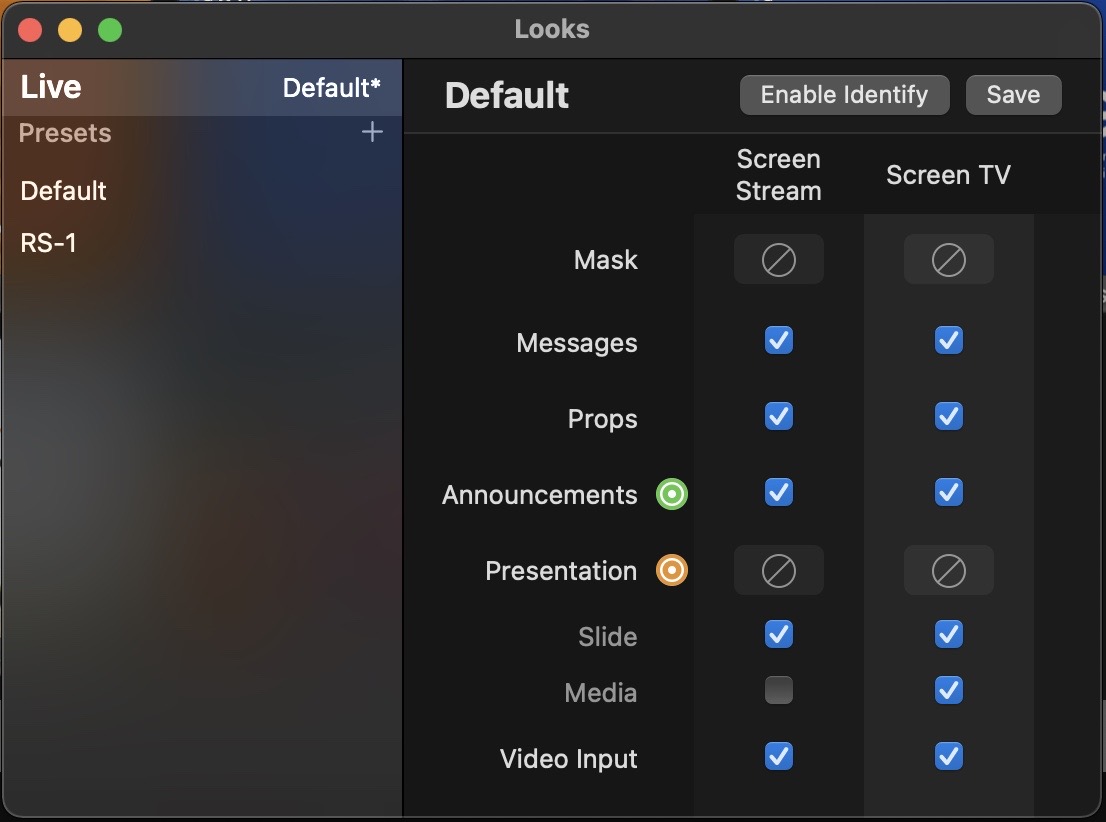 Looks
Live
Default*
Presets
+
Default
RS-1
Default
Enable Identify
Save
Screen
Stream
Screen TV
Mask
Messages
Props
Announcements
Presentation
Slide
Media
Video Input